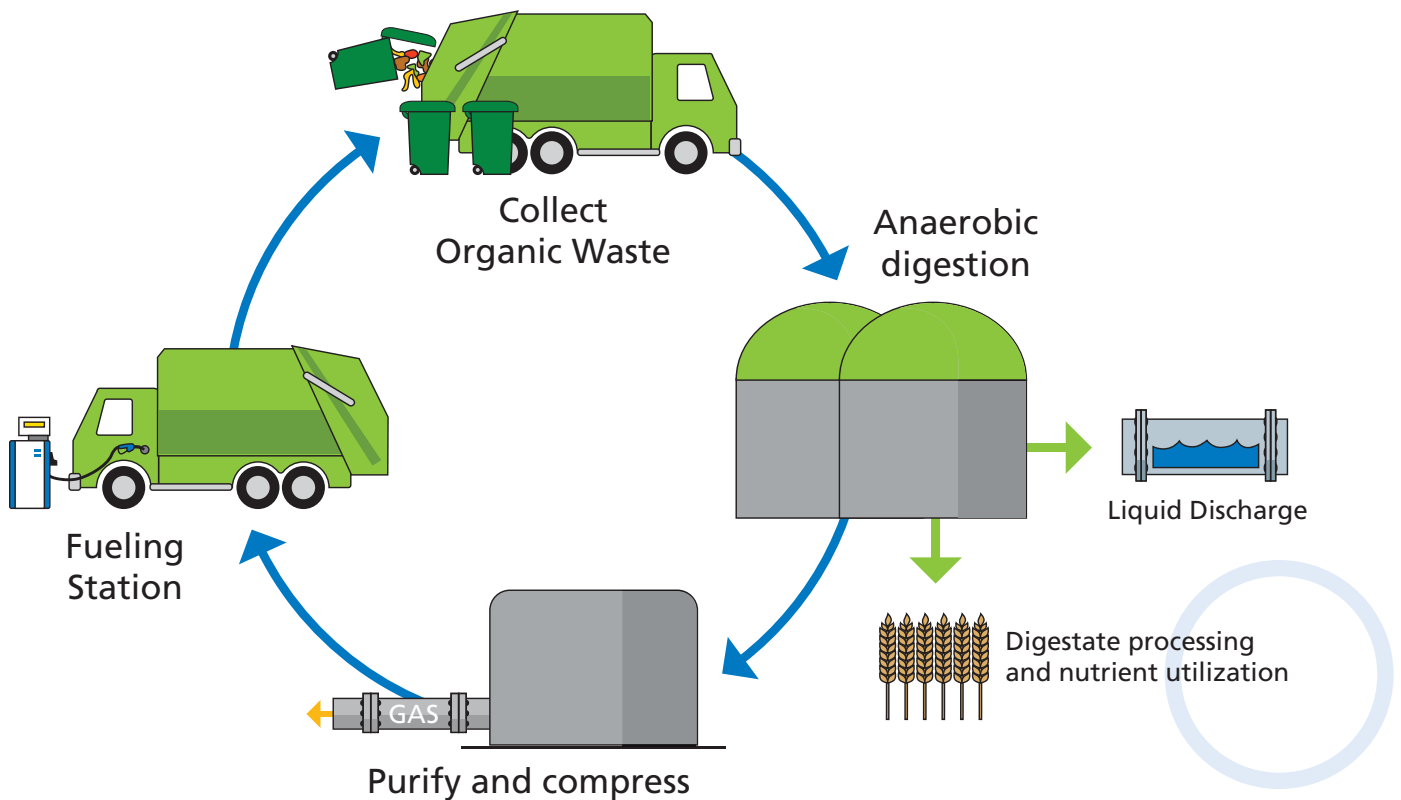 Collect
Organic Waste
Anaerobic
digestion
Liquid Discharge
Digestate processing
and nutrient utilization
GAS
Purify and compress
Fueling
Station